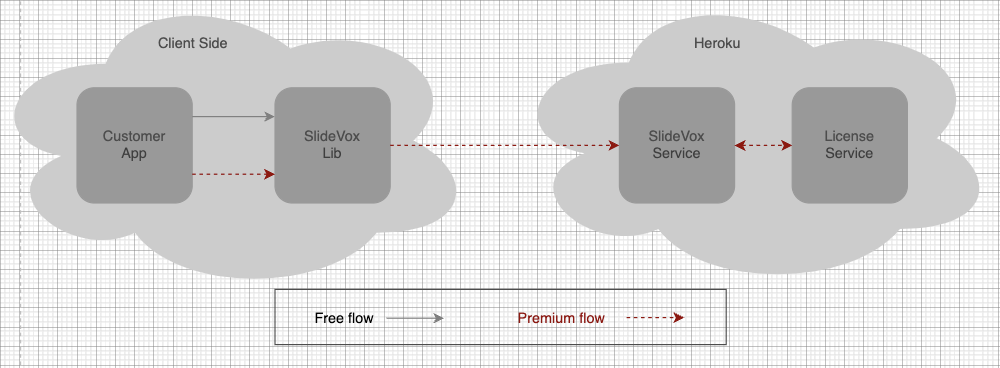 Client Side
Heroku
Customer
App
SlideVox
Lib
SlideVox
Service
License
Service
Free flow
Premium flow